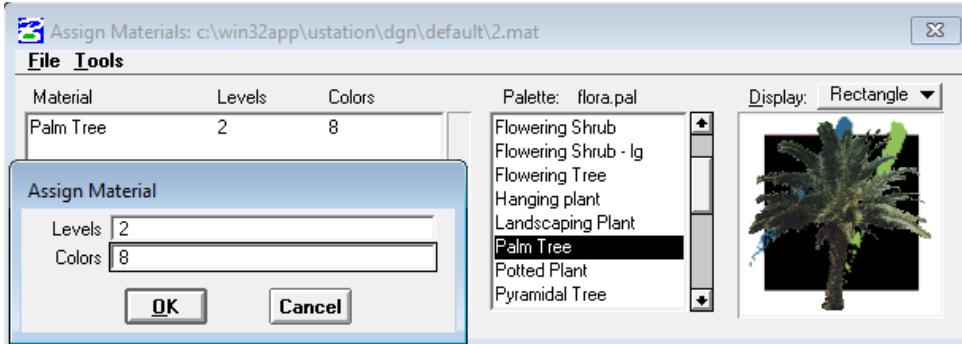 Assign Materials: c:\win32app\ustation\dgn\default\2.mat
File Tools
Material Levels Colors
Palm Tree 2 8
Assign Material
Levels 2
Colors 8
OK Cancel
Palette: flora.pal
Flowering Shrub
Flowering Shrub - lg
Flowering Tree
Hanging plant
Landscaping Plant
Palm Tree
Potted Plant
Pyramidal Tree
Display: Rectangle